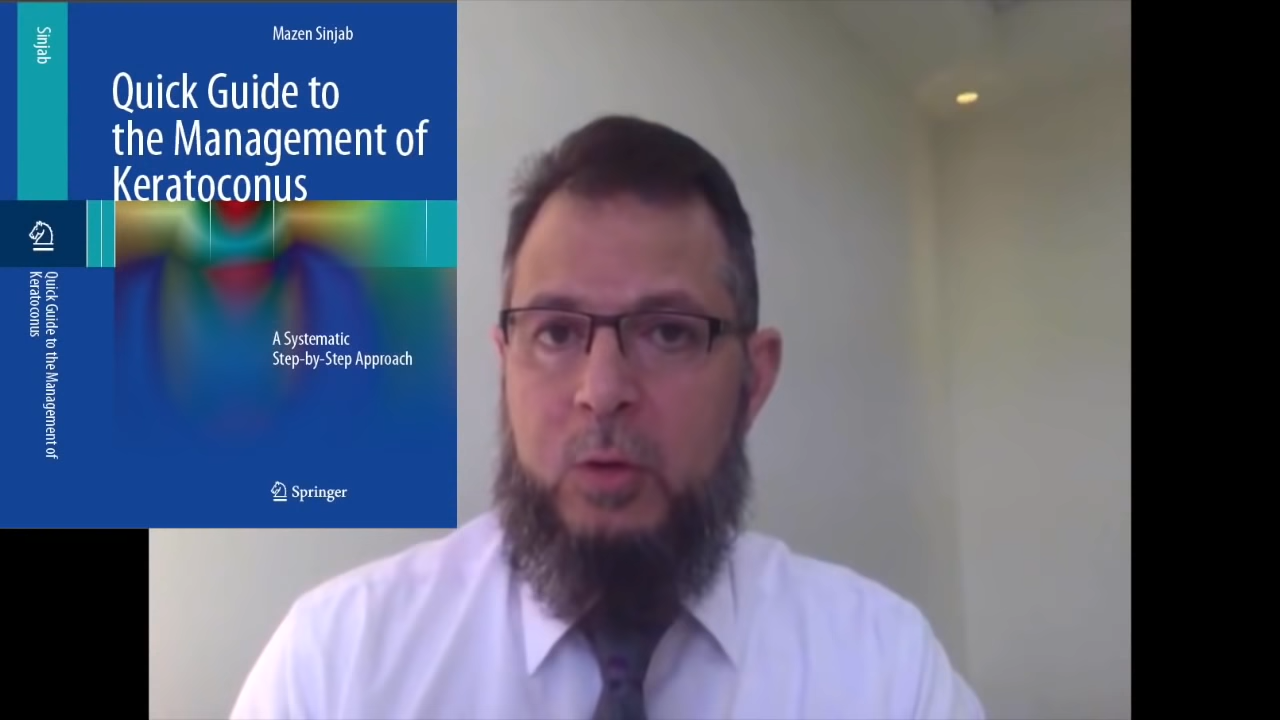 Sinjab
Mazen Sinjab
Quick Guide to
the Management of
Keratoconus
Quick Guide to the Management of
Keratoconus
A Systematic
Step-by-Step Approach
Springer